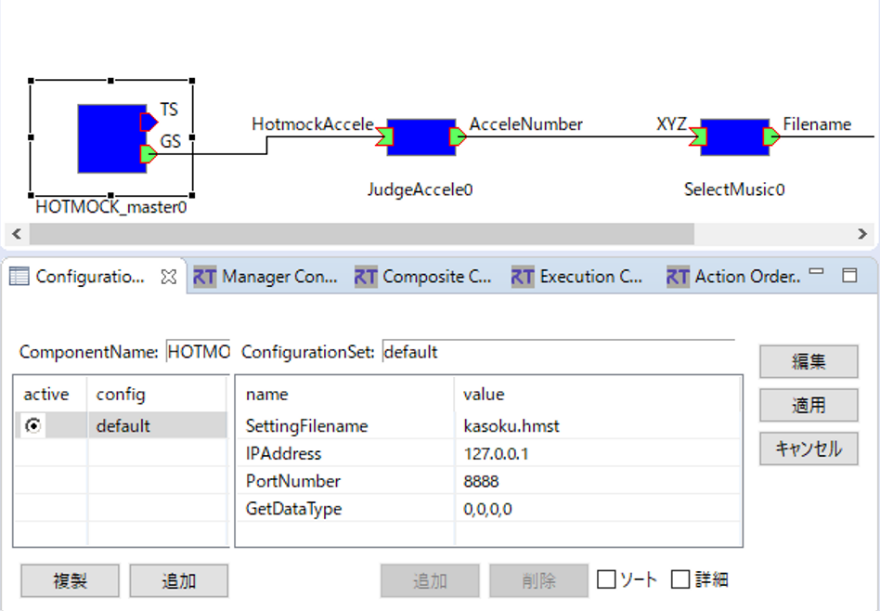 TS
GS
HOTMOCK_master0
HotmockAccele
AcceleNumber
JudgeAccele0
XYZ
Filename
SelectMusic0
Configuratio...
RT Manager Con...
RT Composite C...
RT Execution C...
RT Action Order..
ComponentName: HOTMO ConfigurationSet: default
active config
default
name value
SettingFilename kasoku.hmst
IPAddress 127.0.0.1
PortNumber 8888
GetDataType 0,0,0,0
編集
適用
キャンセル
複製 追加 追加 削除 ソート 詳細